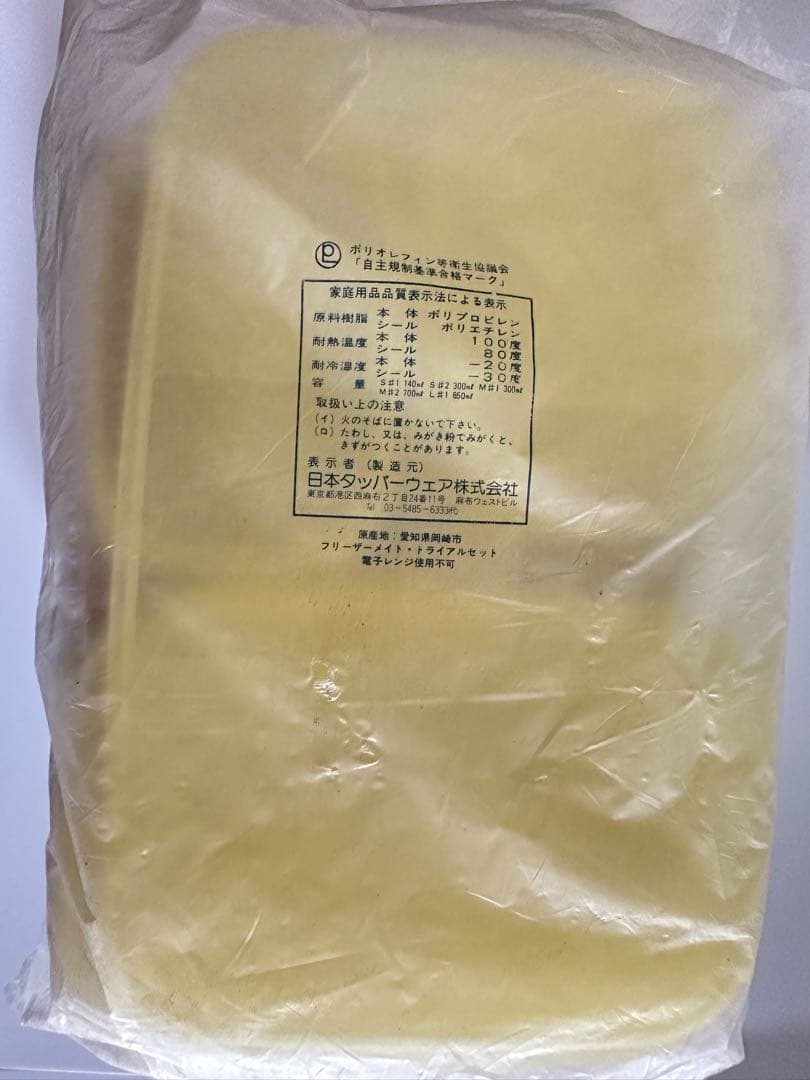 PL ポリオレフィン等衛生協議会
「自主規制基準合格マーク」
家庭用品品質表示法による表示
原料樹脂 本体 ポリプロピレン
シール ポリエチレン
耐熱温度 本体 100度
シール 80度
耐冷温度 本体 -20度
シール -30度
容量 S#1 140㎖ S#2 300㎖ M#1 300㎖
M#2 700㎖ L#1 650㎖
取扱い上の注意
(イ) 火のそばに置かないで下さい。
(ロ) たわし、又は、みがき粉でみがくと、
きずがつくことがあります。
表示者(製造元)
日本タッパーウェア株式会社
東京都港区西麻布2丁目24番11号 麻布ウェストビル
Tel 03-5485-6333㈹
原産地:愛知県岡崎市
フリーザーメイト・トライアルセット
電子レンジ使用不可